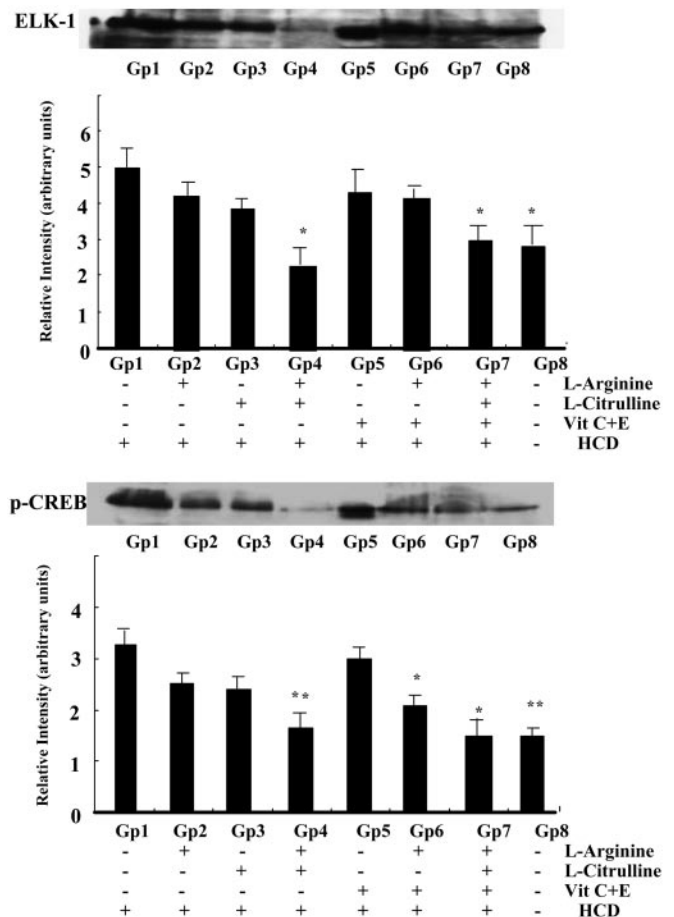 ELK-1
Gp1 Gp2 Gp3 Gp4 Gp5 Gp6 Gp7 Gp8
Relative Intensity (arbitrary units)
6
5
4
3
2
1
0
* * *
Gp1 Gp2 Gp3 Gp4 Gp5 Gp6 Gp7 Gp8
- + - + - + + - L-Arginine
- - + + - - + - L-Citrulline
- - - - + + + - Vit C+E
+ + + + + + + - HCD
p-CREB
Gp1 Gp2 Gp3 Gp4 Gp5 Gp6 Gp7 Gp8
Relative Intensity (arbitrary units)
4
3
2
1
0
** * * **
Gp1 Gp2 Gp3 Gp4 Gp5 Gp6 Gp7 Gp8
- + - + - + + - L-Arginine
- - + + - - + - L-Citrulline
- - - - + + + - Vit C+E
+ + + + + + + - HCD